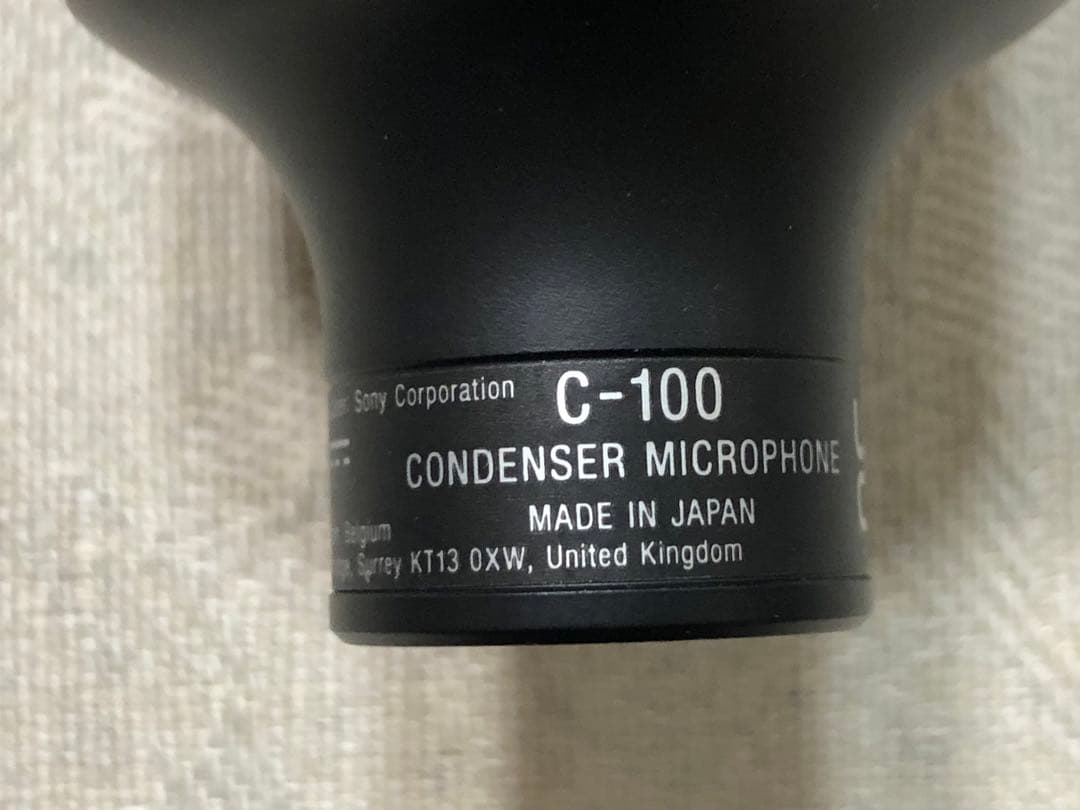 Sony Corporation
C-100
CONDENSER MICROPHONE
MADE IN JAPAN
Belgium
Surrey KT13 0XW, United Kingdom